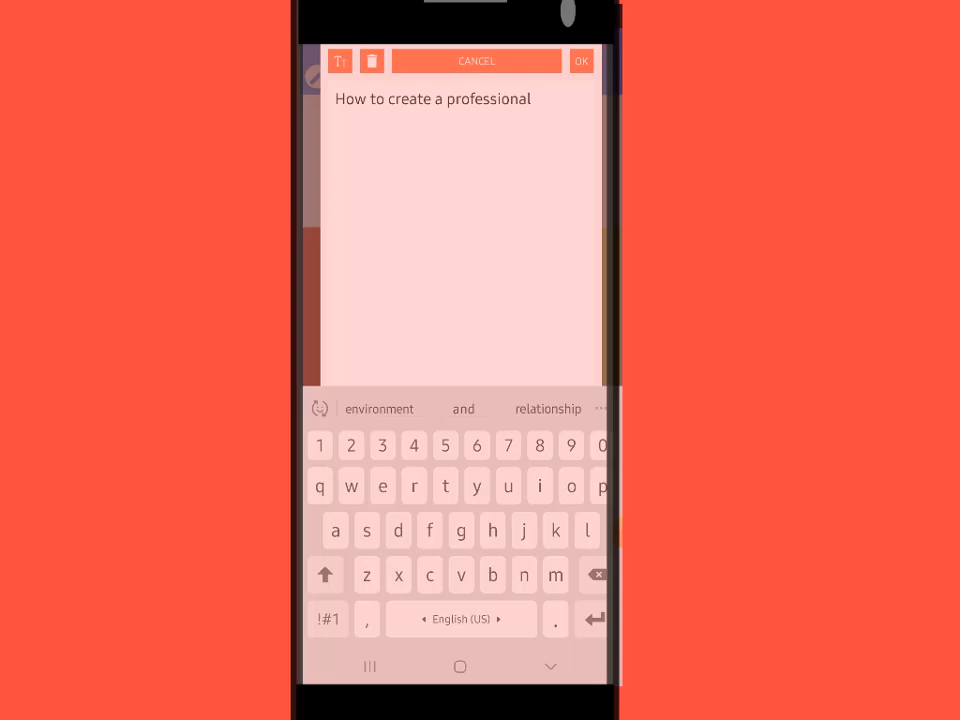 Tт
CANCEL
OK
How to create a professional
environment and relationship ...
1 2 3 4 5 6 7 8 9 0
q w e r t y u i o p
a s d f g h j k l
z x c v b n m
!#1 , English (US) .